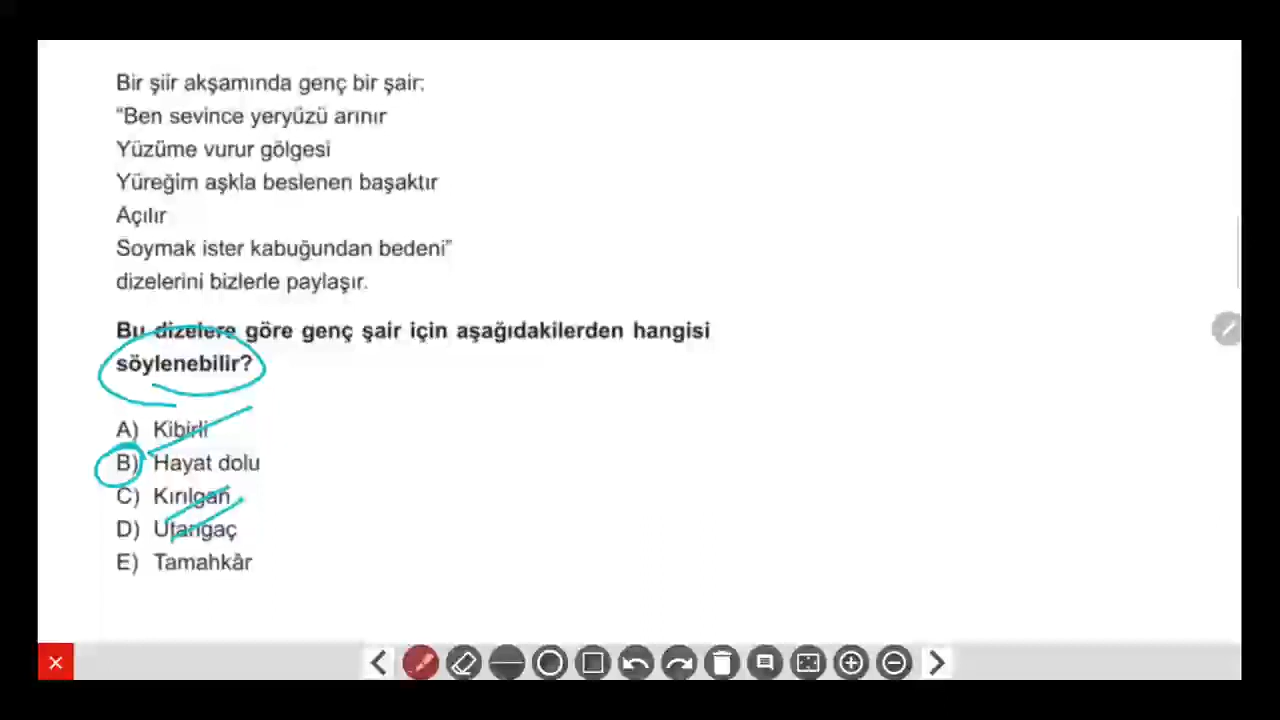 Bir şiir akşamında genç bir şair;
“Ben sevince yeryüzü arınır
Yüzüme vurur gölgesi
Yüreğim aşkla beslenen başaktır
Açılır
Soymak ister kabuğundan bedeni”
dizelerini bizlerle paylaşır.
Bu dizelere göre genç şair için aşağıdakilerden hangisi
söylenebilir?
A) Kibirli
B) Hayat dolu
C) Kırılgan
D) Utangaç
E) Tamahkâr